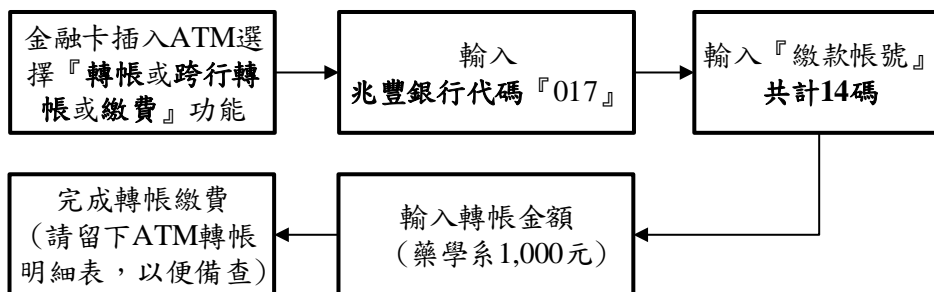 金融卡插入ATM選
擇『轉帳或跨行轉
帳或繳費』功能
輸入
兆豐銀行代碼『017』
輸入『繳款帳號』
共計14碼
輸入轉帳金額
（藥學系1,000元）
完成轉帳繳費
（請留下ATM轉帳
明細表，以便備查）